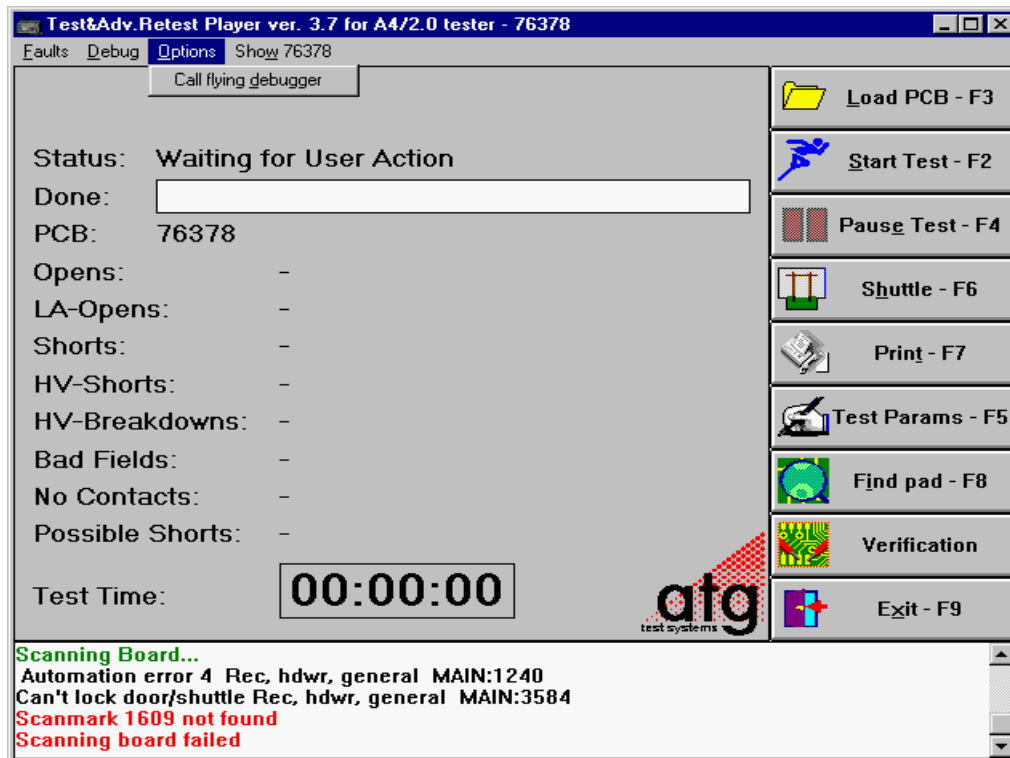 Test&Adv.Retest Player ver. 3.7 for A4/2.0 tester - 76378
Faults Debug Options Show 76378
Call flying debugger
Status: Waiting for User Action
Done:
PCB: 76378
Opens: -
LA-Opens: -
Shorts: -
HV-Shorts: -
HV-Breakdowns: -
Bad Fields: -
No Contacts: -
Possible Shorts: -
Test Time: 00:00:00
atg
test systems
Load PCB - F3
Start Test - F2
Pause Test - F4
Shuttle - F6
Print - F7
Test Params - F5
Find pad - F8
Verification
Exit - F9
Scanning Board...
Automation error 4 Rec, hdwr, general MAIN:1240
Can't lock door/shuttle Rec, hdwr, general MAIN:3584
Scanmark 1609 not found
Scanning board failed